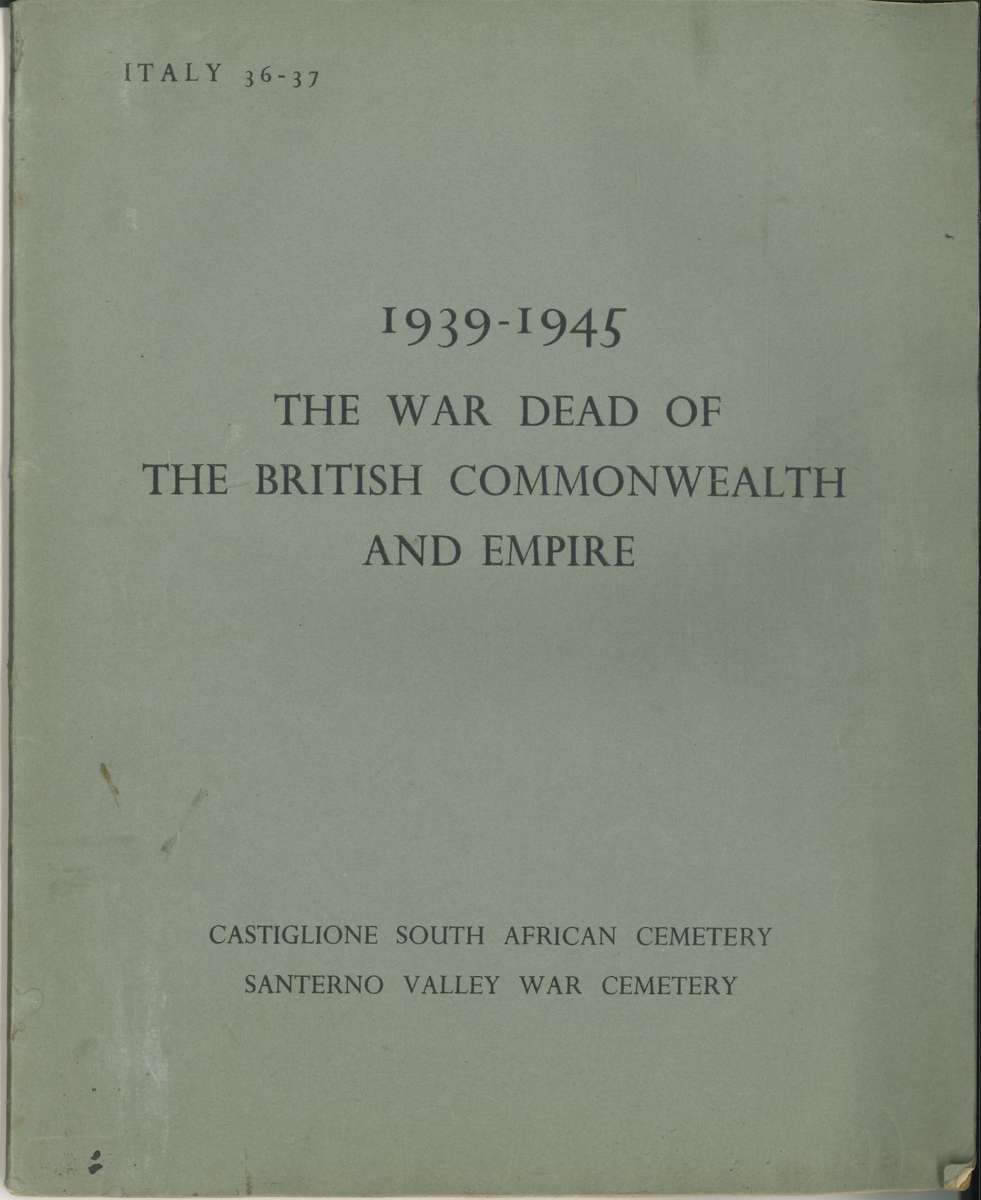 ITALY 36-37
1939-1945
THE WAR DEAD OF
THE BRITISH COMMONWEALTH
AND EMPIRE
CASTIGLIONE SOUTH AFRICAN CEMETERY
SANTERNO VALLEY WAR CEMETERY